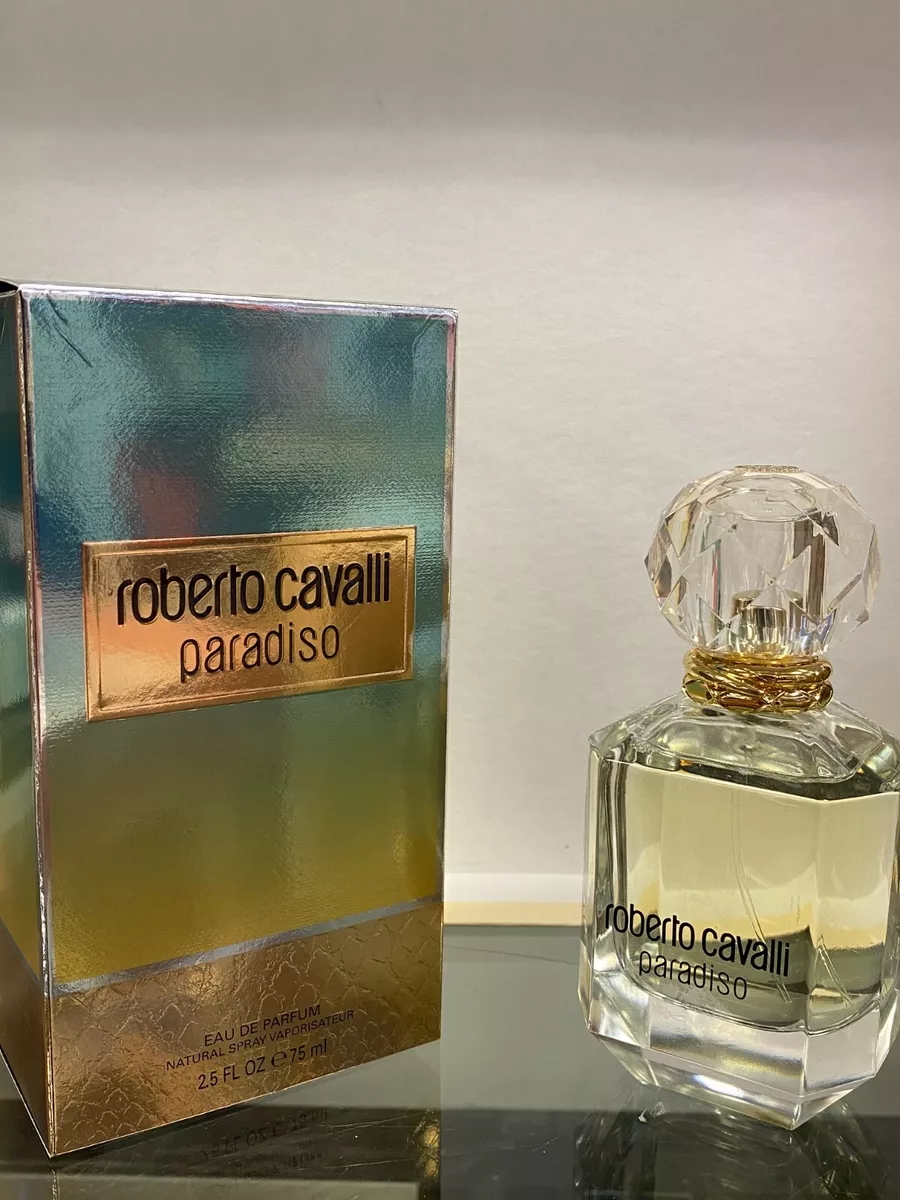 roberto cavalli
paradiso
EAU DE PARFUM
NATURAL SPRAY VAPORISATEUR
2.5 FL OZ ℮ 75 ml
roberto cavalli
paradiso